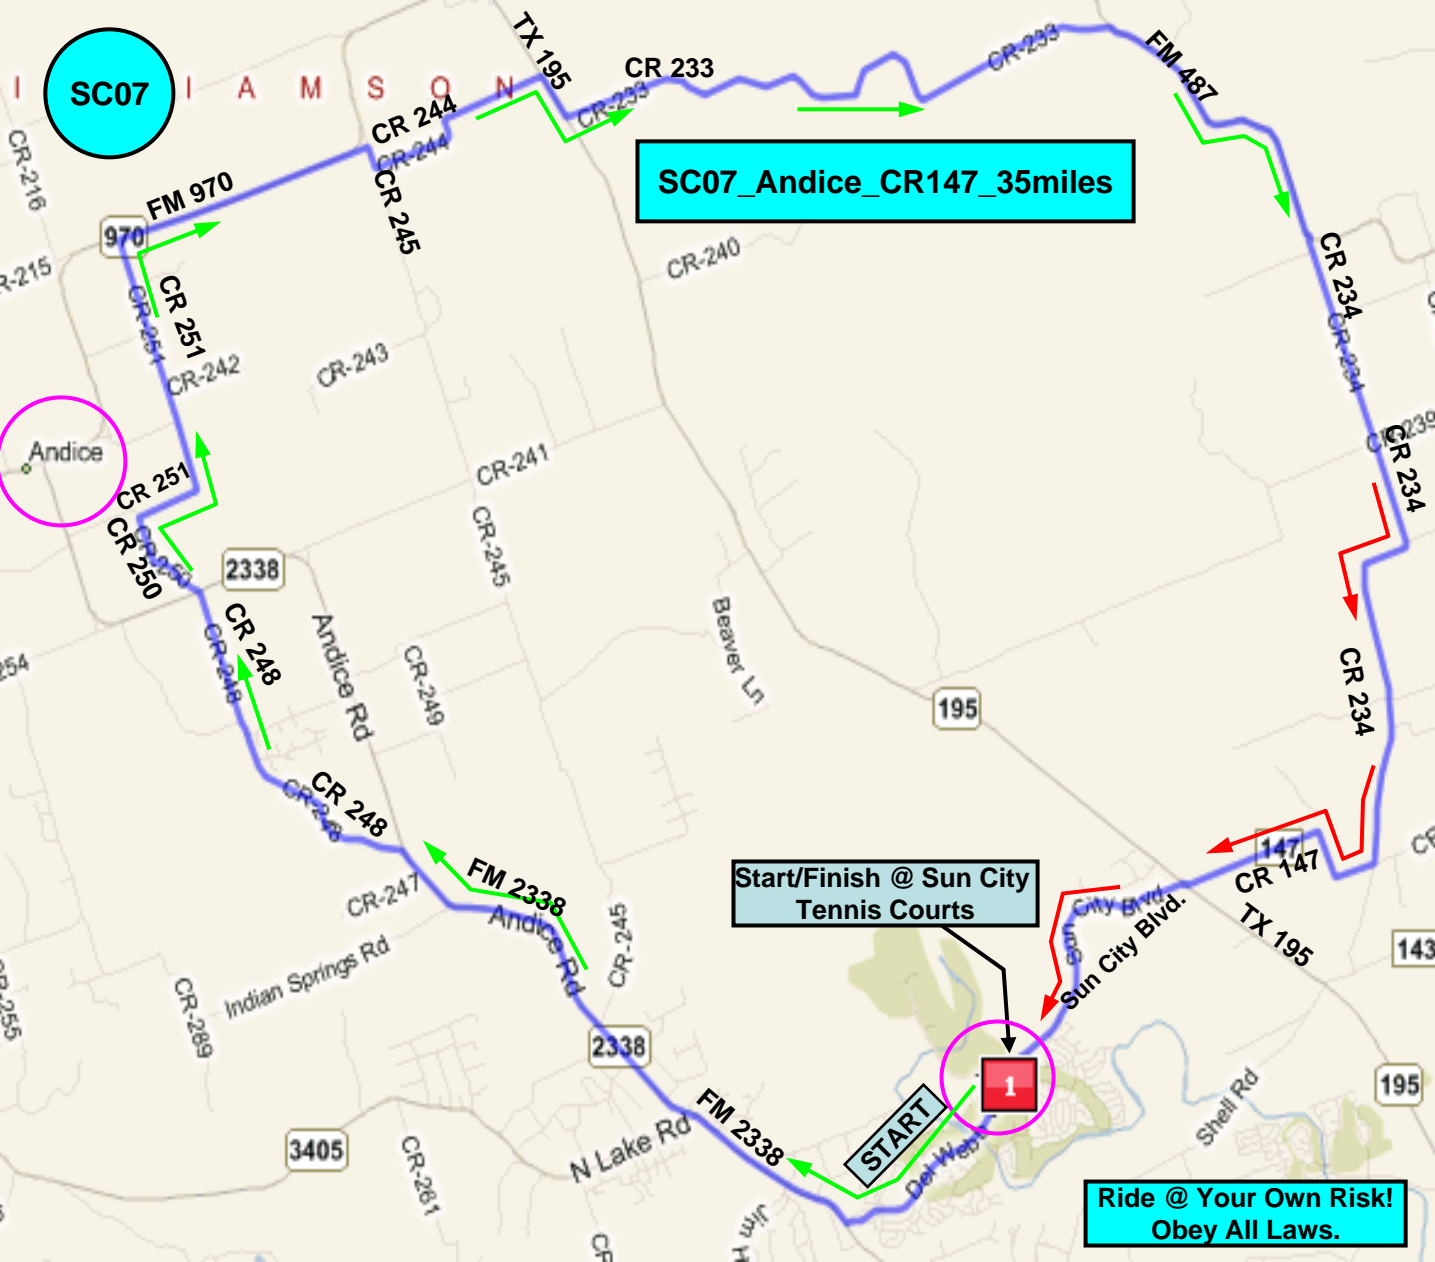 I
SC07
I A M S O N
TX 195
CR 233
CR-233
CR-233
FM 487
CR 244
CR-244
CR-216
SC07_Andice_CR147_35miles
FM 970
CR 245
970
CR-215
CR-240
CR 234
CR 251
CR-251
CR-234
CR-242
CR-243
Andice
CR-239
CR 234
CR-241
CR 251
CR 250
CR-250
CR-245
2338
CR 248
CR-248
Andice Rd
Beaver Ln
254
CR-249
CR 234
195
CR 248
CR-248
147
CR 147
FM 2338
CR-247
Start/Finish @ Sun City
Tennis Courts
City Blvd.
Sun
Sun City Blvd.
TX 195
143
Andice Rd
CR-245
Indian Springs Rd
CR-255
CR-289
2338
1
195
START
Shell Rd
FM 2338
N Lake Rd
Del Webb
3405
CR-261
Jim H
CR
Ride @ Your Own Risk!
Obey All Laws.